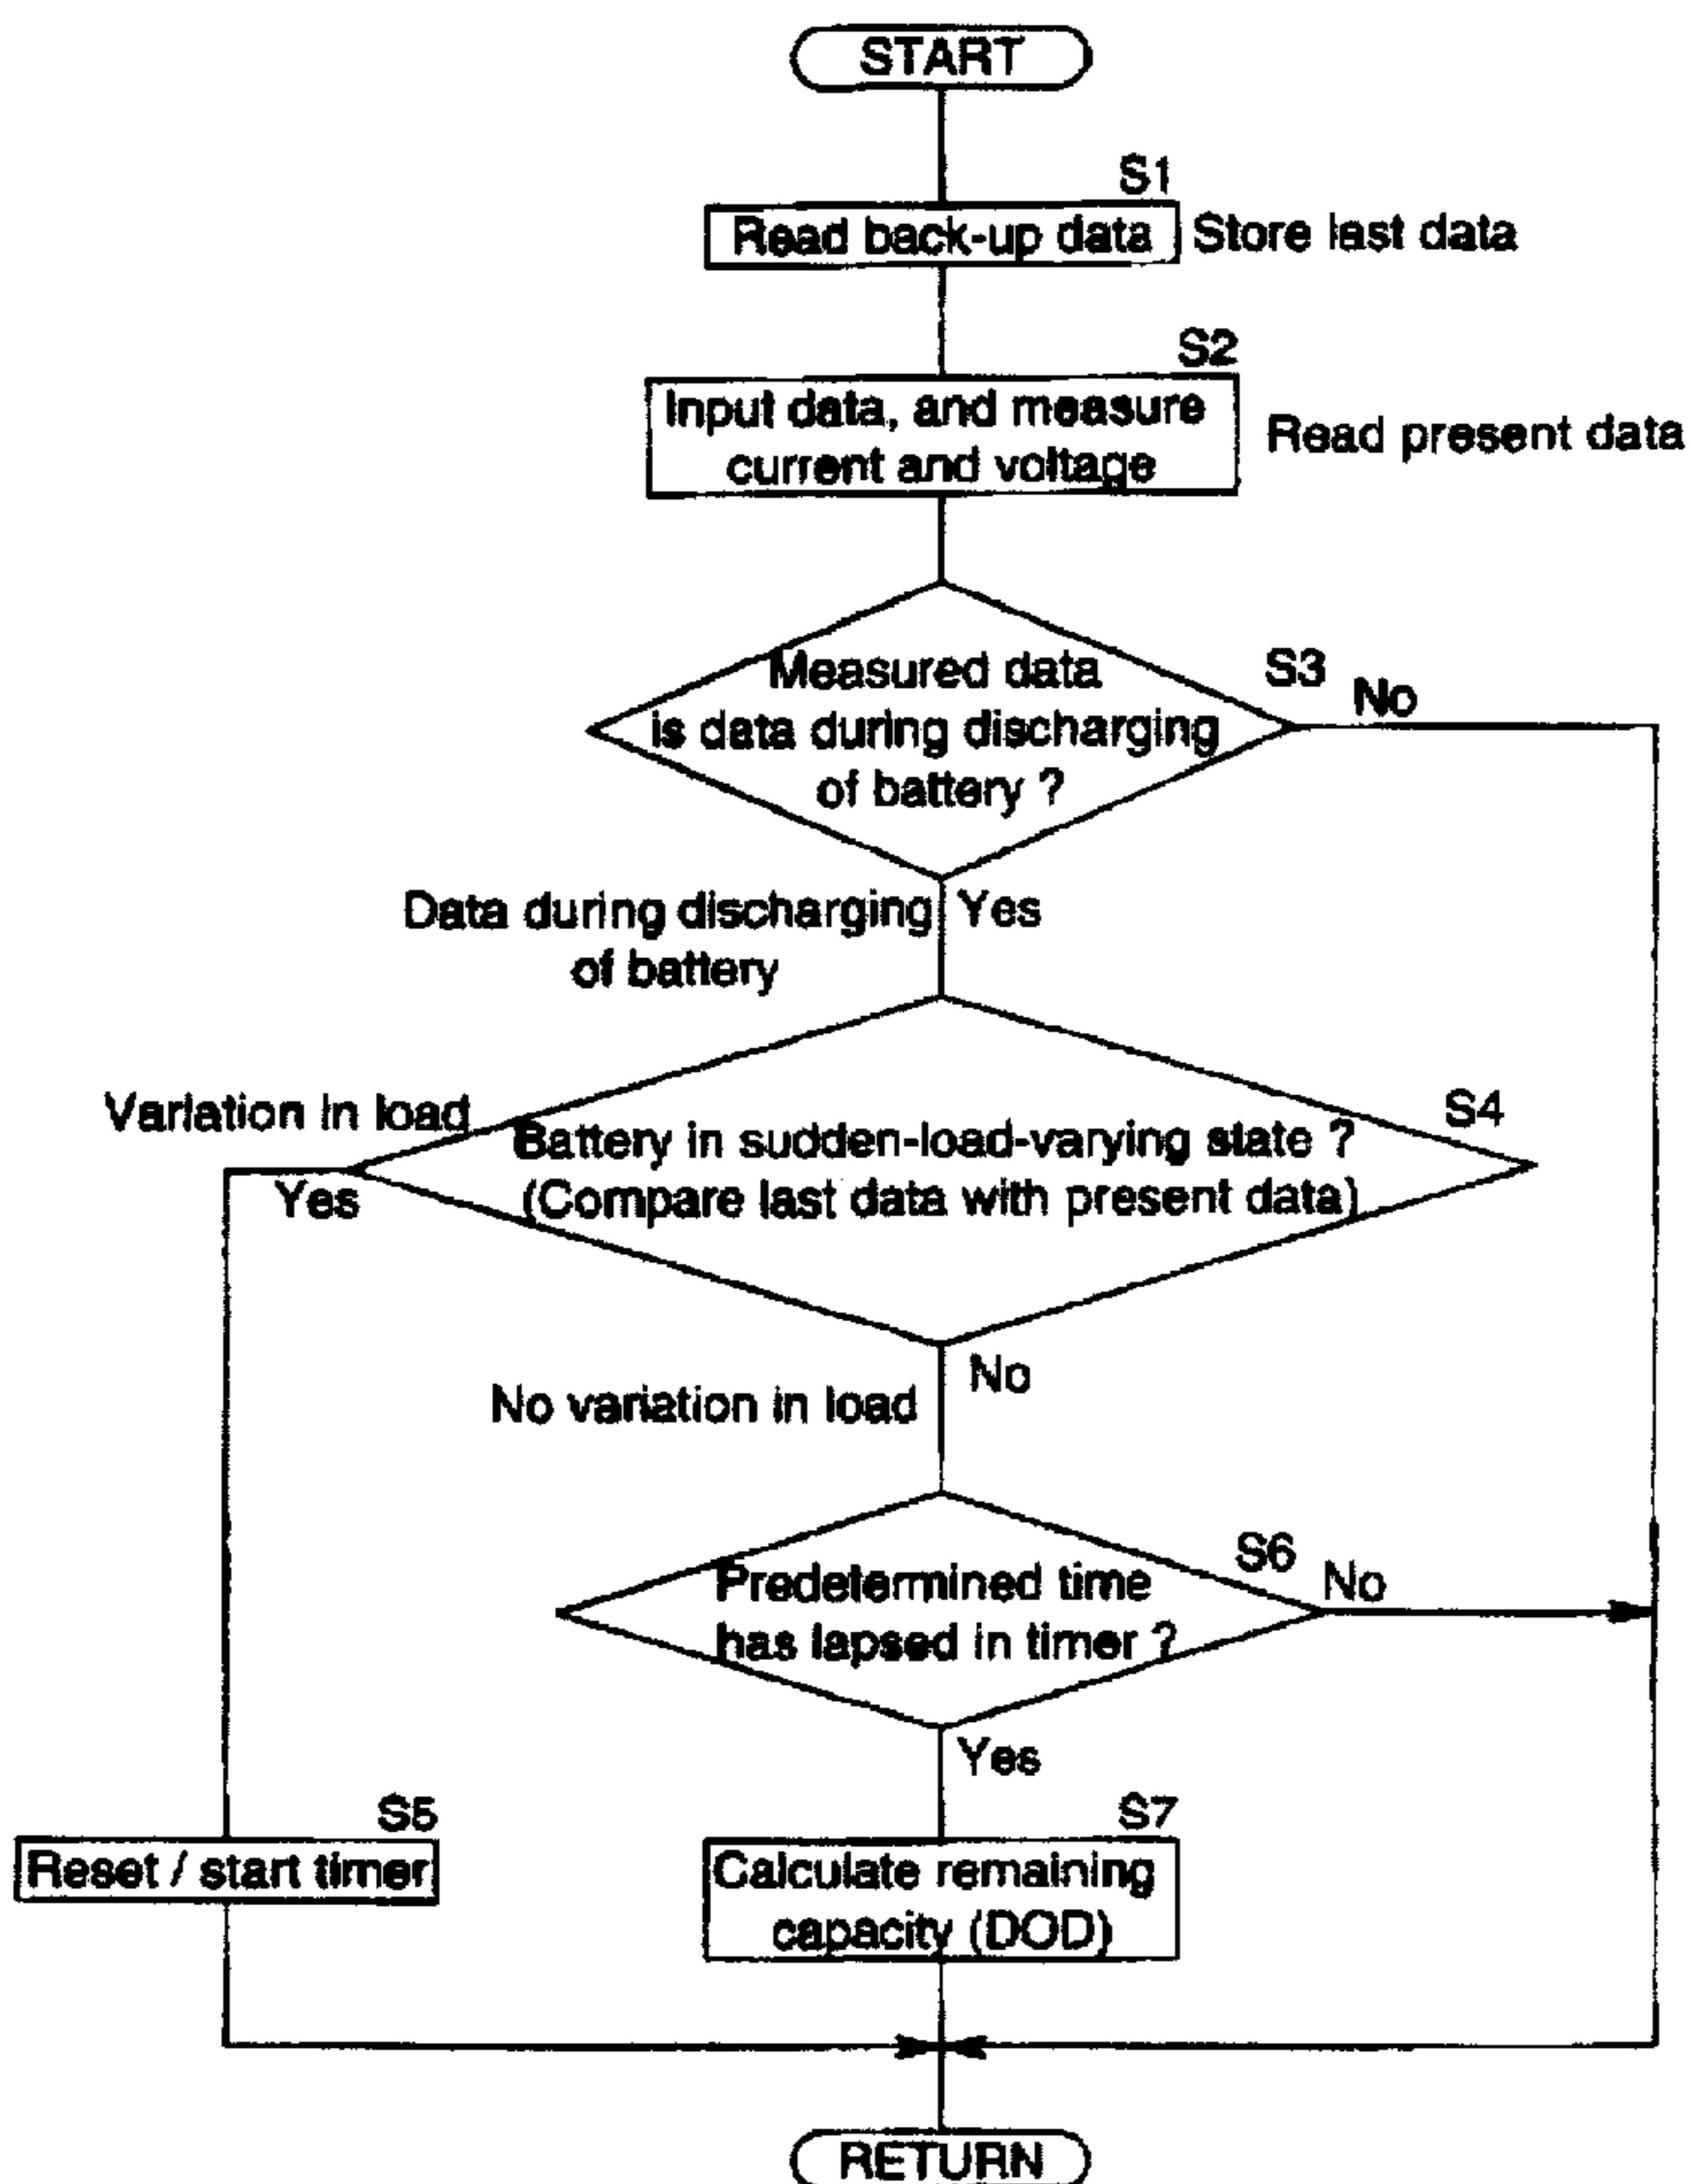 START
S1
Read back-up data
Store last data
S2
Input data, and measure
current and voltage
Read present data
Measured data
is data during discharging
of battery ?
S3
No
Data during discharging
of battery
Yes
Variation in load
Yes
Battery in sudden-load-varying state ?
(Compare last data with present data)
S4
No variation in load
No
Predetermined time
has lapsed in timer ?
S6
No
Yes
S5
Reset / start timer
S7
Calculate remaining
capacity (DOD)
RETURN